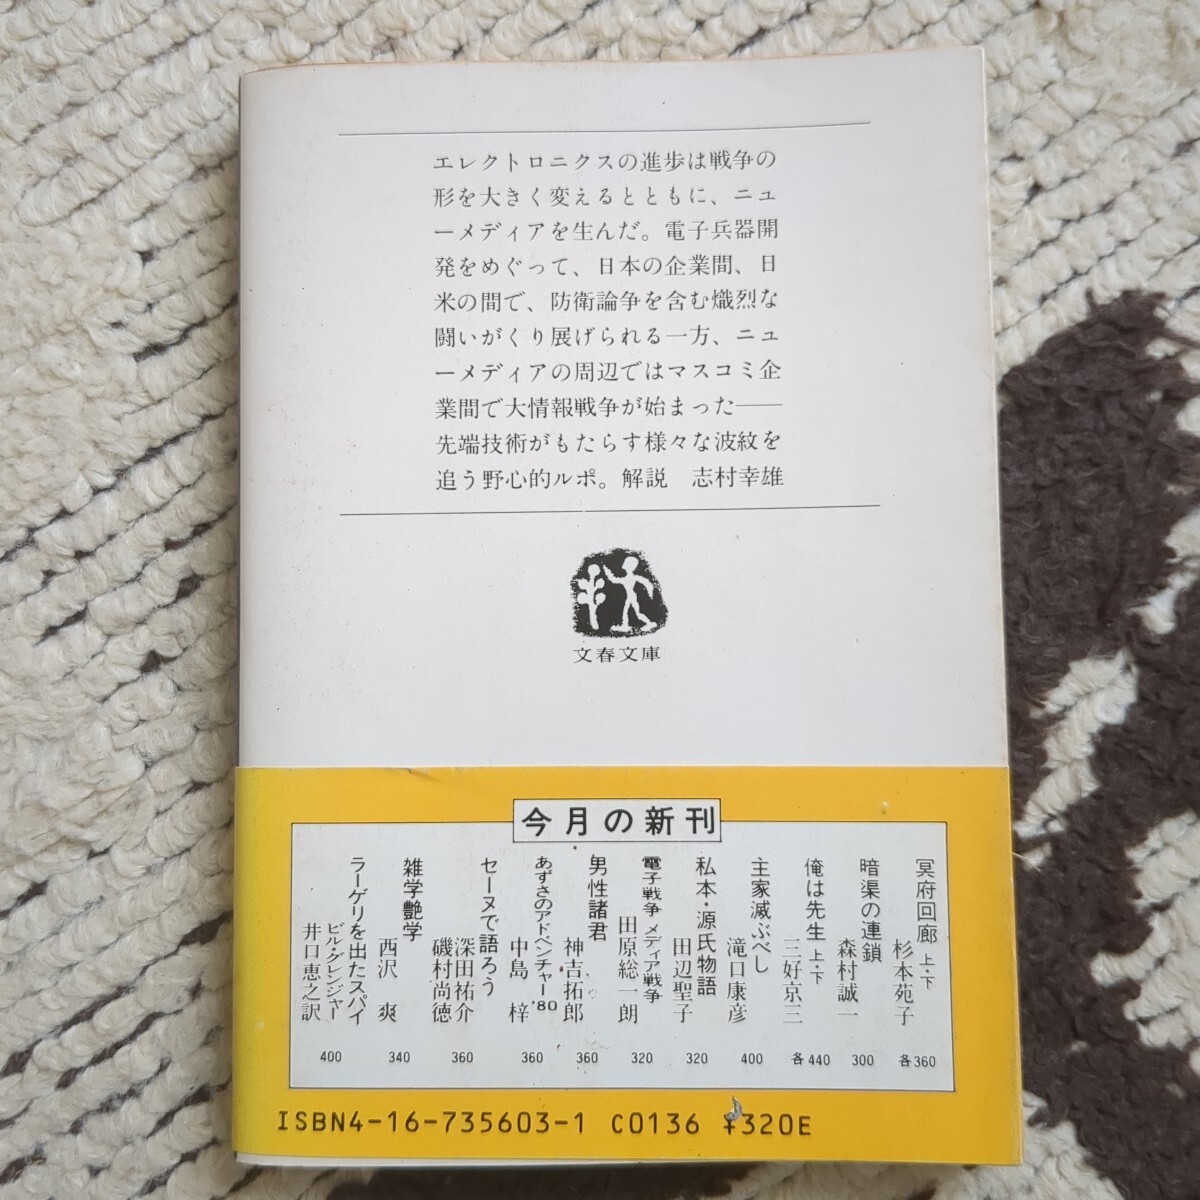 エレクトロニクスの進歩は戦争の
形を大きく変えるとともに、ニュ
ーメディアを生んだ。電子兵器開
発をめぐって、日本の企業間、日
米の間で、防衛論争を含む熾烈な
闘いがくり展げられる一方、ニュ
ーメディアの周辺ではマスコミ企
業間で大情報戦争が始まった──
先端技術がもたらす様々な波紋を
追う野心的ルポ。解説　志村幸雄
文春文庫
今月の新刊
冥府回廊 上・下
杉本苑子
各360
暗渠の連鎖
森村誠一
300
俺は先生 上・下
三好京三
各440
主家滅ぶべし
滝口康彦
400
私本・源氏物語
田辺聖子
320
電子戦争 メディア戦争
田原総一朗
320
男性諸君
神吉拓郎
360
あずさのアドベンチャー'80
中島　梓
360
セーヌで語ろう
深田祐介
磯村尚徳
360
雑学艶学
西沢　爽
340
ラーゲリを出たスパイ
ビル・グレンジャー
井口恵之訳
400
ISBN4-16-735603-1 C0136 ¥320E